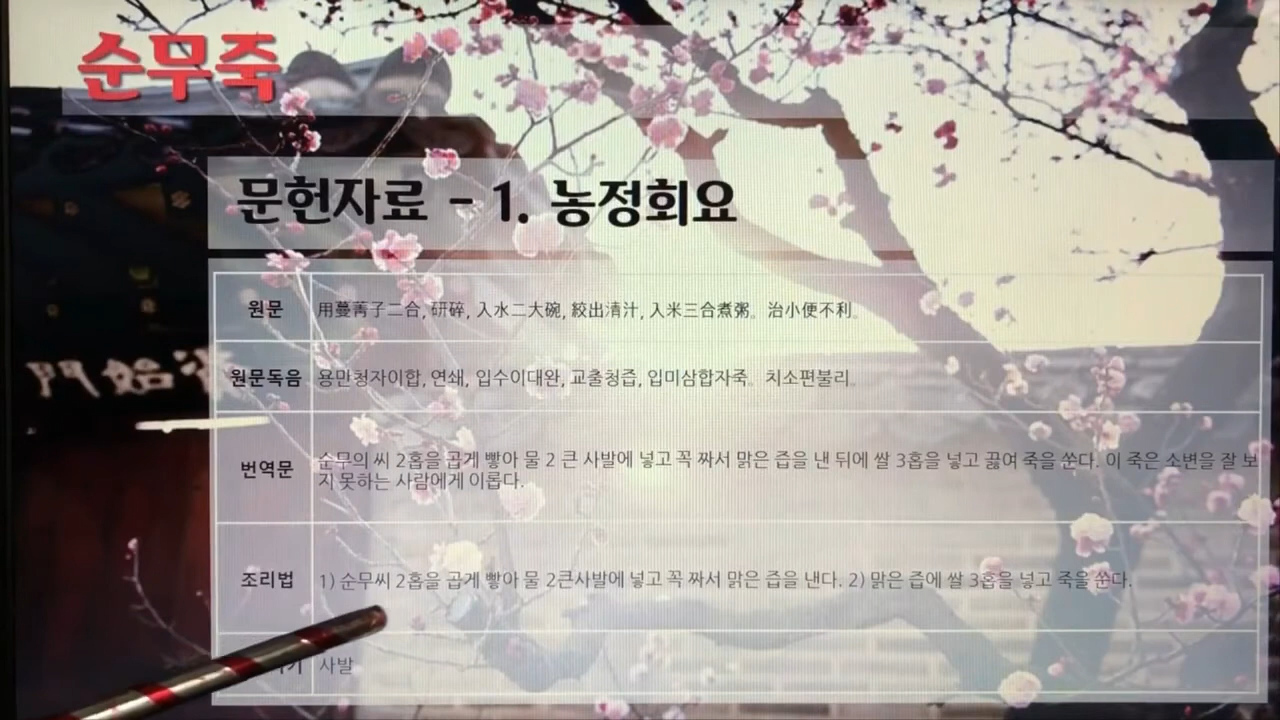 순무죽
문헌자료 - 1. 농정회요
원문 用蔓菁子二合, 研碎, 入水二大碗, 絞出清汁, 入米三合煮粥。治小便不利。
원문독음 용만청자이합, 연쇄, 입수이대완, 교출청즙, 입미삼합자죽。치소편불리。
번역문 순무의 씨 2홉을 곱게 빻아 물 2 큰 사발에 넣고 꼭 짜서 맑은 즙을 낸 뒤에 쌀 3홉을 넣고 끓여 죽을 쑨다. 이 죽은 소변을 잘 보
지 못하는 사람에게 이롭다.
조리법 1) 순무씨 2홉을 곱게 빻아 물 2큰사발에 넣고 꼭 짜서 맑은 즙을 낸다. 2) 맑은 즙에 쌀 3홉을 넣고 죽을 쑨다.
사발